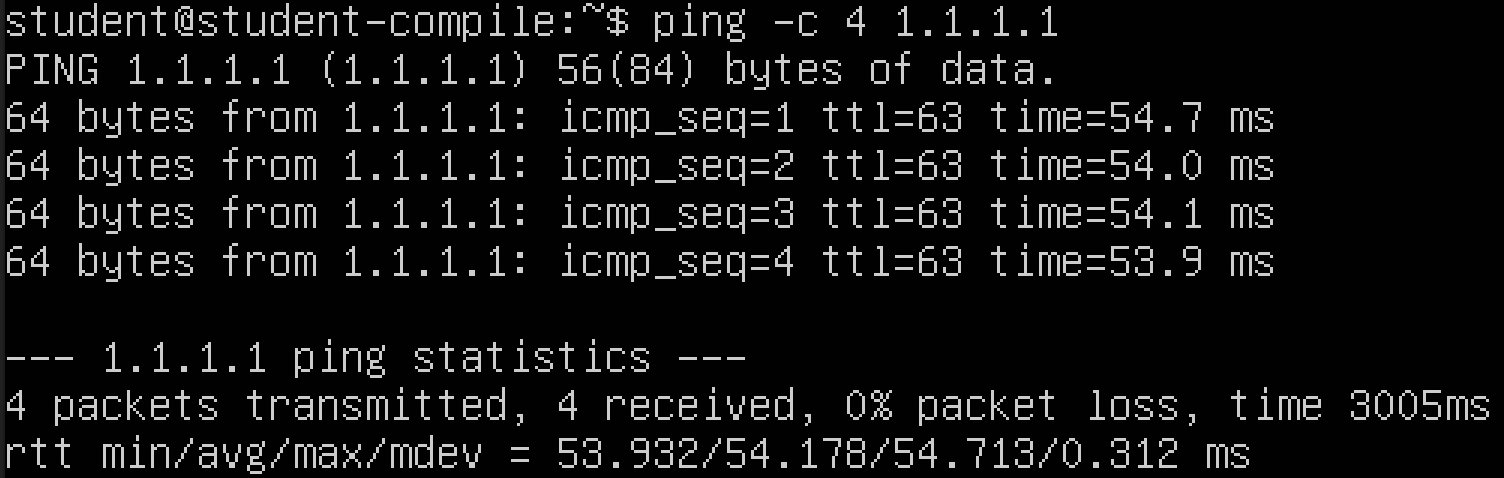 student@student-compile:~$ ping -c 4 1.1.1.1
PING 1.1.1.1 (1.1.1.1) 56(84) bytes of data.
64 bytes from 1.1.1.1: icmp_seq=1 ttl=63 time=54.7 ms
64 bytes from 1.1.1.1: icmp_seq=2 ttl=63 time=54.0 ms
64 bytes from 1.1.1.1: icmp_seq=3 ttl=63 time=54.1 ms
64 bytes from 1.1.1.1: icmp_seq=4 ttl=63 time=53.9 ms
--- 1.1.1.1 ping statistics ---
4 packets transmitted, 4 received, 0% packet loss, time 3005ms
rtt min/avg/max/mdev = 53.932/54.178/54.713/0.312 ms